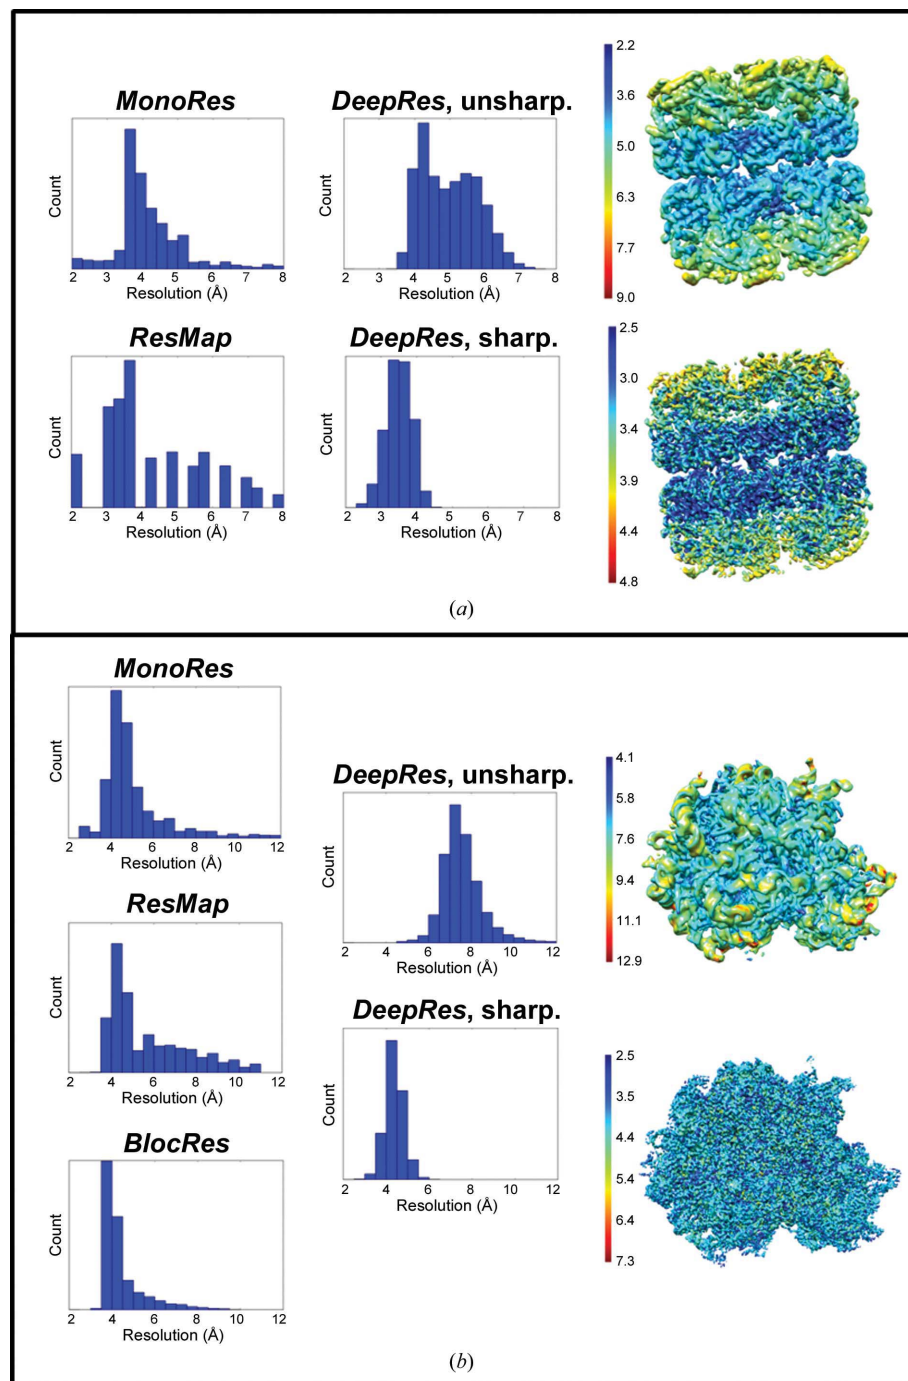 MonoRes
Count
2 3 4 5 6 7 8
Resolution (Å)
DeepRes, unsharp.
Count
2 3 4 5 6 7 8
Resolution (Å)
2.2
3.6
5.0
6.3
7.7
9.0
ResMap
Count
2 3 4 5 6 7 8
Resolution (Å)
DeepRes, sharp.
Count
2 3 4 5 6 7 8
Resolution (Å)
2.5
3.0
3.4
3.9
4.4
4.8
(a)
MonoRes
Count
2 4 6 8 10 12
Resolution (Å)
ResMap
Count
2 4 6 8 10 12
Resolution (Å)
BlocRes
Count
2 4 6 8 10 12
Resolution (Å)
DeepRes, unsharp.
Count
2 4 6 8 10 12
Resolution (Å)
DeepRes, sharp.
Count
2 4 6 8 10 12
Resolution (Å)
4.1
5.8
7.6
9.4
11.1
12.9
2.5
3.5
4.4
5.4
6.4
7.3
(b)